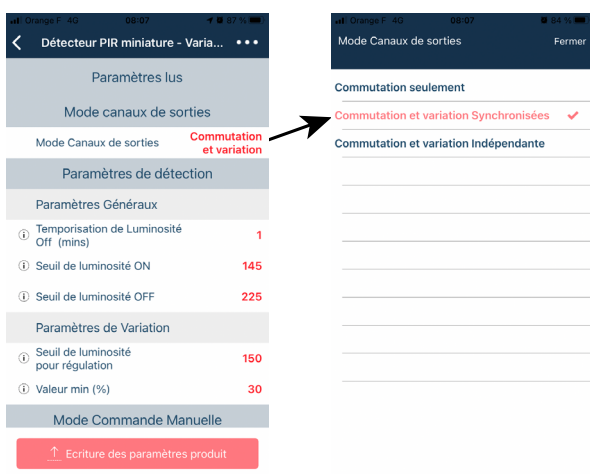 Orange F 4G 08:07 87 %
Détecteur PIR miniature - Varia... •••
Paramètres lus
Mode canaux de sorties
Mode Canaux de sorties Commutation
et variation
Paramètres de détection
Paramètres Généraux
Temporisation de Luminosité
Off (mins) 1
Seuil de luminosité ON 145
Seuil de luminosité OFF 225
Paramètres de Variation
Seuil de luminosité
pour régulation 150
Valeur min (%) 30
Mode Commande Manuelle
Ecriture des paramètres produit
Orange F 4G 08:07 84 %
Mode Canaux de sorties Fermer
Commutation seulement
Commutation et variation Synchronisées
Commutation et variation Indépendante